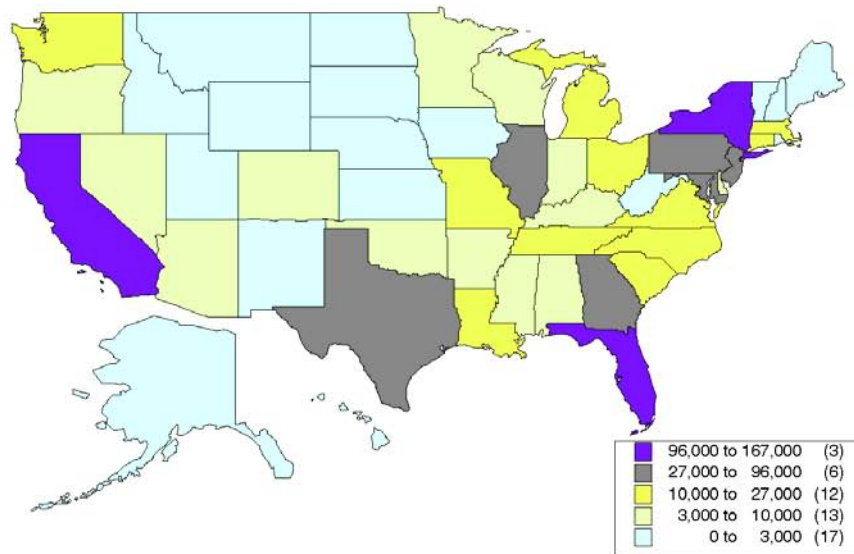 96,000 to 167,000 (3)
27,000 to 96,000 (6)
10,000 to 27,000 (12)
3,000 to 10,000 (13)
0 to 3,000 (17)